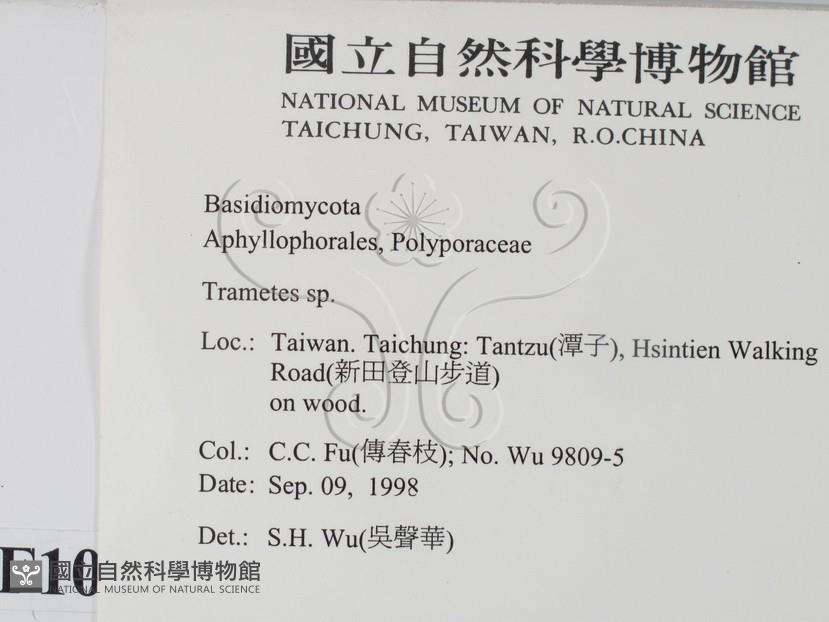 國立自然科學博物館
NATIONAL MUSEUM OF NATURAL SCIENCE
TAICHUNG, TAIWAN, R.O.CHINA
Basidiomycota
Aphyllophorales, Polyporaceae
Trametes sp.
Loc.: Taiwan. Taichung: Tantzu(潭子), Hsintien Walking
Road(新田登山步道)
on wood.
Col.: C.C. Fu(傅春枝); No. Wu 9809-5
Date: Sep. 09, 1998
Det.: S.H. Wu(吳聲華)
E10
國立自然科學博物館
NATIONAL MUSEUM OF NATURAL SCIENCE